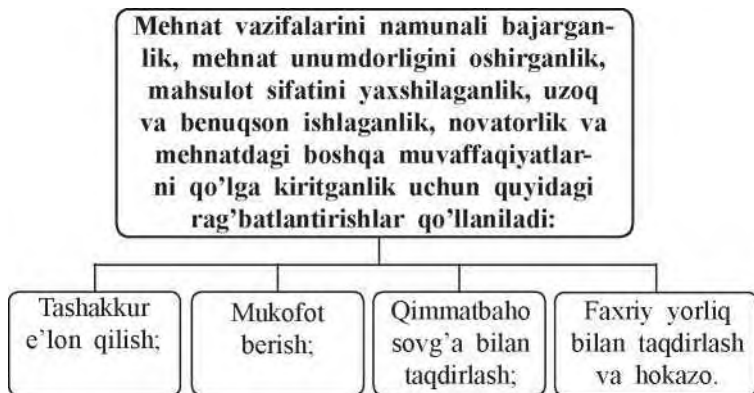 Mehnat vazifalarini namunali bajargan-
lik, mehnat unumdorligini oshirganlik,
mahsulot sifatini yaxshilaganlik, uzoq
va benuqson ishlaganlik, novatorlik va
mehnatdagi boshqa muvaffaqiyatlar-
ni qo’lga kiritganlik uchun quyidagi
rag’batlantirishlar qo’llaniladi:
Tashakkur
e’lon qilish;
Mukofot
berish;
Qimmatbaho
sovg’a bilan
taqdirlash;
Faxriy yorliq
bilan taqdirlash
va hokazo.